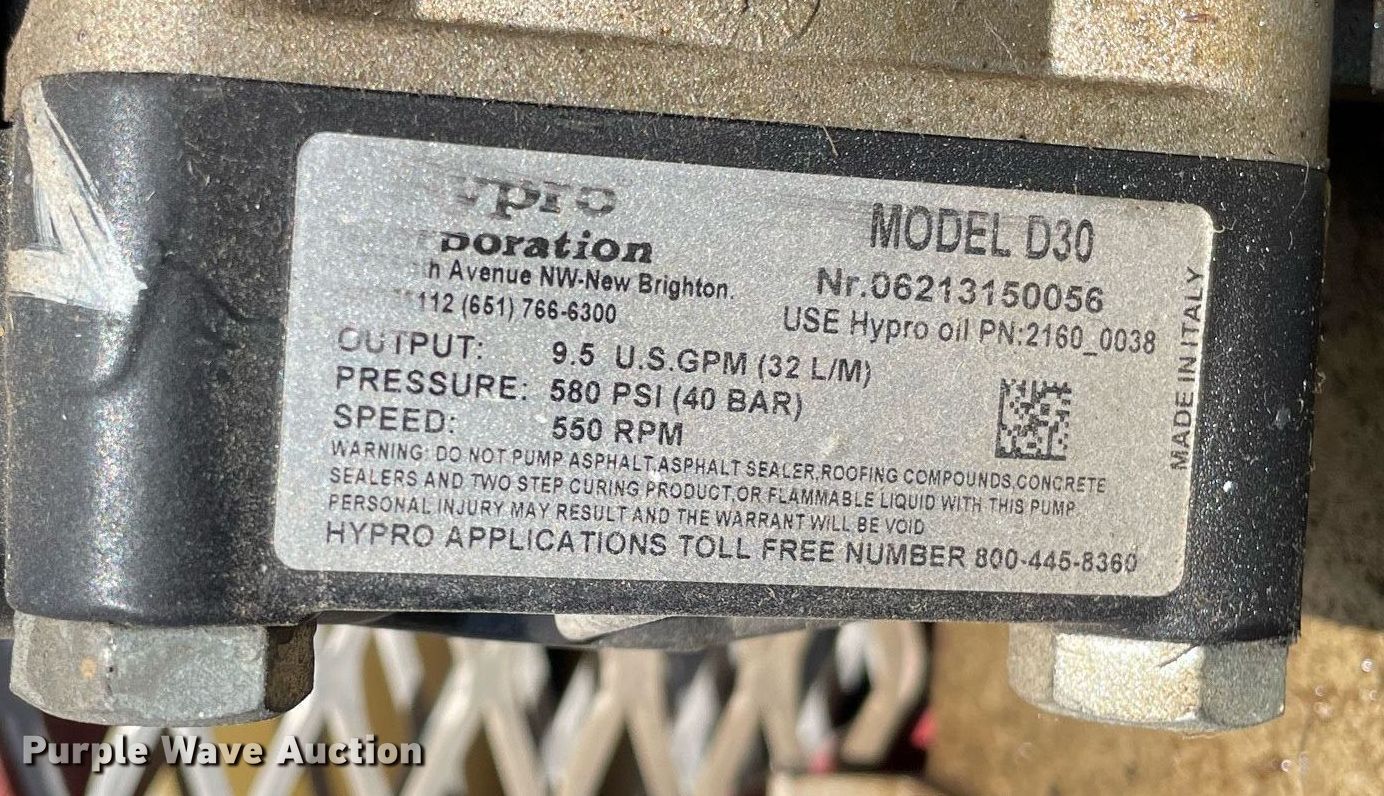 ypro
poration
h Avenue NW-New Brighton.
112 (651) 766-6300
MODEL D30
Nr.06213150056
USE Hypro oil PN:2160_0038
OUTPUT: 9.5 U.S.GPM (32 L/M)
PRESSURE: 580 PSI (40 BAR)
SPEED: 550 RPM
MADE IN ITALY
WARNING: DO NOT PUMP ASPHALT,ASPHALT SEALER,ROOFING COMPOUNDS,CONCRETE
SEALERS AND TWO STEP CURING PRODUCT,OR FLAMMABLE LIQUID WITH THIS PUMP
PERSONAL INJURY MAY RESULT AND THE WARRANT WILL BE VOID
HYPRO APPLICATIONS TOLL FREE NUMBER 800-445-8360
Purple Wave Auction